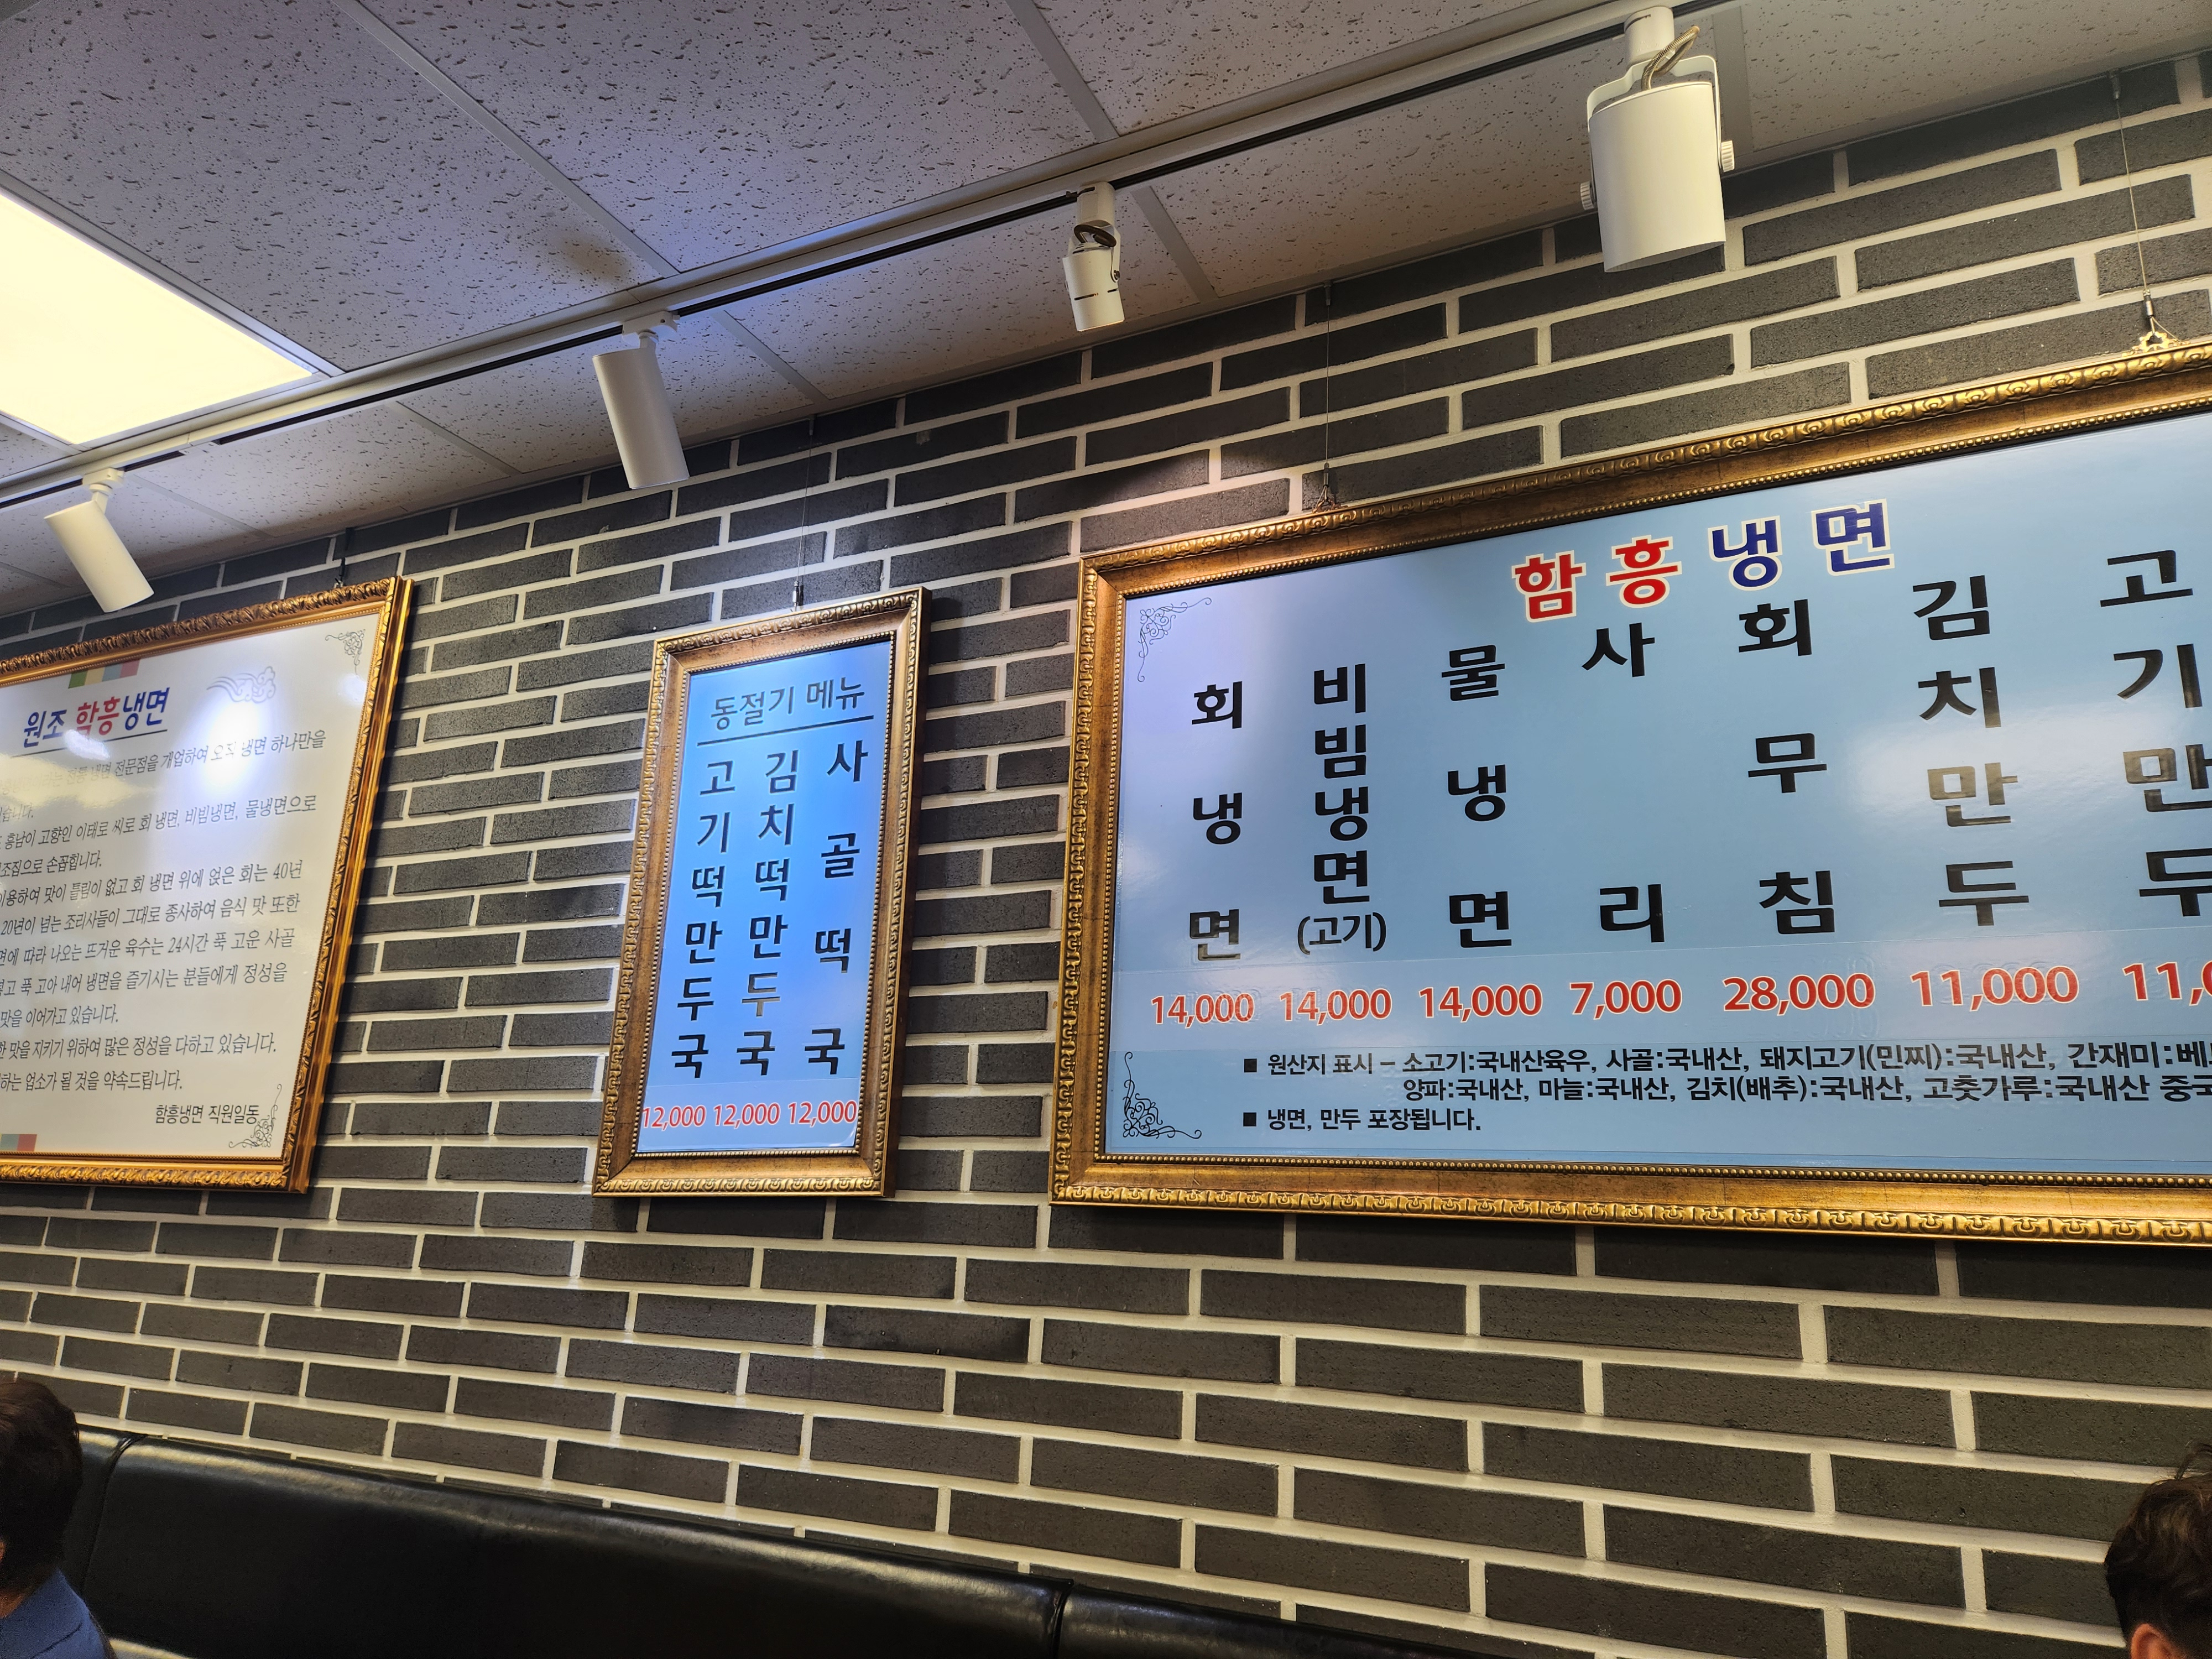 원조 함흥냉면
전문점을 개업하여 오직 냉면 하나만을
흥남이 고향인 이태로 씨로 회 냉면, 비빔냉면, 물냉면으로
손꼽힙니다.
맛이 틀림이 없고 회 냉면 위에 얹은 회는 40년
20년이 넘는 조리사들이 그대로 종사하여 음식 맛 또한
따라 나오는 뜨거운 육수는 24시간 푹 고운 사골
푹 고아 내어 냉면을 즐기시는 분들에게 정성을
맛을 이어가고 있습니다.
맛을 지키기 위하여 많은 정성을 다하고 있습니다.
업소가 될 것을 약속드립니다.
함흥냉면 직원일동
동절기 메뉴
고기떡만두국
김치떡만두국
사골떡국
12,000 12,000 12,000
함흥냉면
회냉면
비빔냉면(고기)
물냉면
사리
회무침
김치만두
고기만두
14,000 14,000 14,000 7,000 28,000 11,000
■ 원산지 표시 - 소고기:국내산육우, 사골:국내산, 돼지고기(민찌):국내산, 간재미:
양파:국내산, 마늘:국내산, 김치(배추):국내산, 고춧가루:국내산
■ 냉면, 만두 포장됩니다.